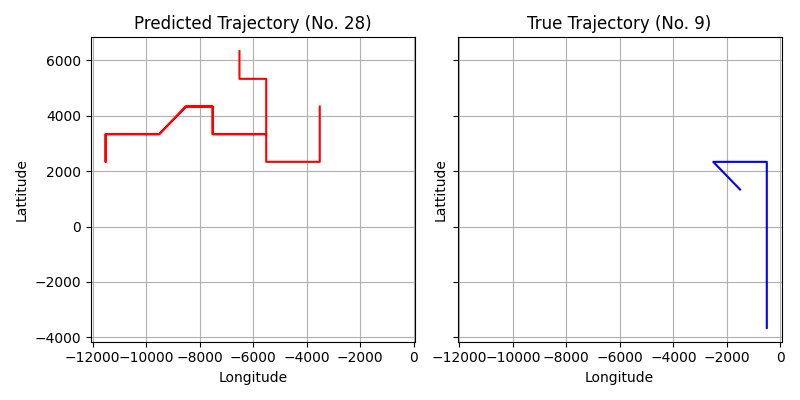 Predicted Trajectory (No. 28)
True Trajectory (No. 9)
6000
4000
2000
0
−2000
−4000
Lattitude
Lattitude
−12000 −10000 −8000 −6000 −4000 −2000 0
−12000 −10000 −8000 −6000 −4000 −2000 0
Longitude
Longitude